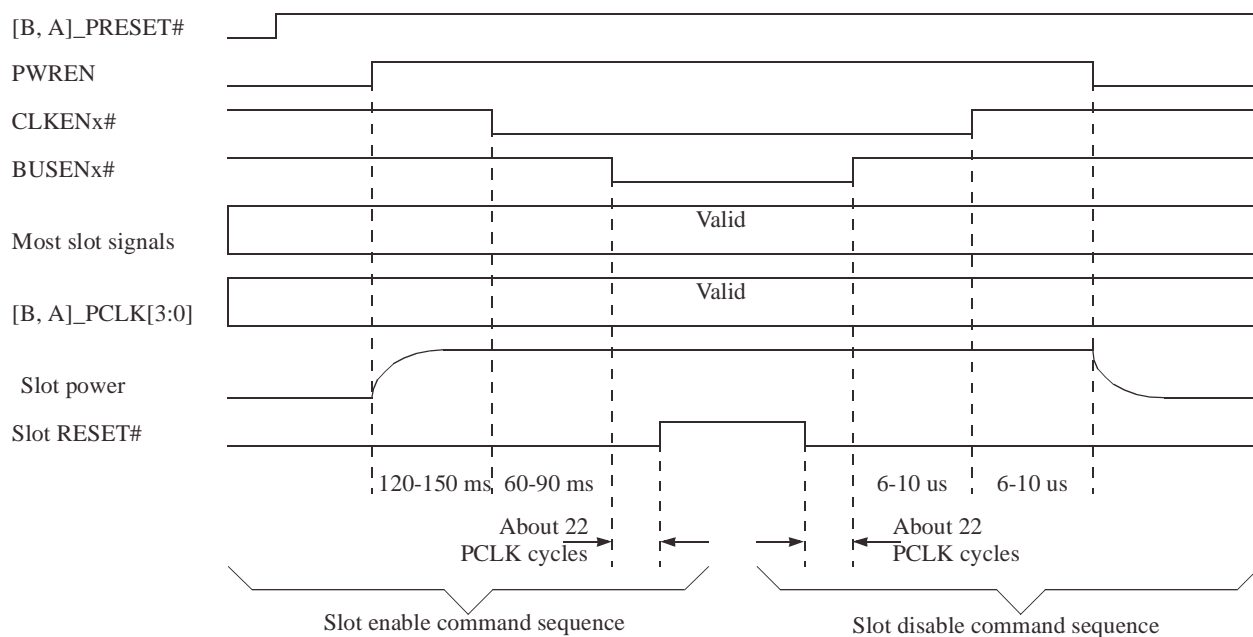 [B, A]_PRESET#
PWREN
CLKENx#
BUSENx#
Valid
Most slot signals
Valid
[B, A]_PCLK[3:0]
Slot power
Slot RESET#
120-150 ms 60-90 ms 6-10 us 6-10 us
About 22
PCLK cycles
About 22
PCLK cycles
Slot enable command sequence
Slot disable command sequence